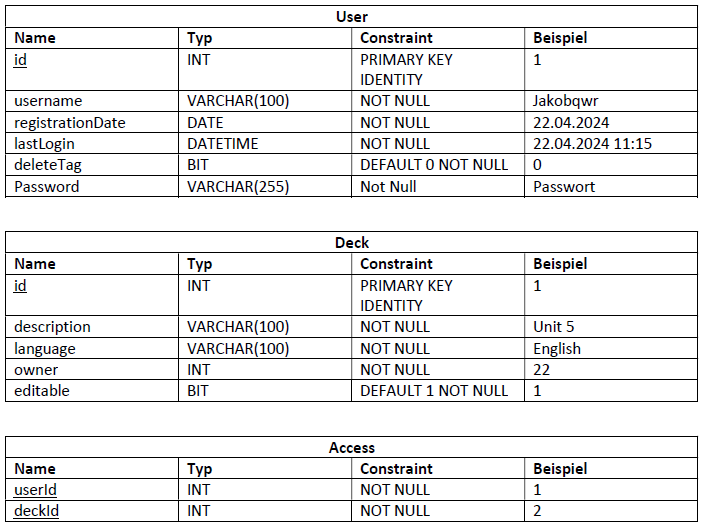 User
Name Typ Constraint Beispiel
id INT PRIMARY KEY 1
IDENTITY
username VARCHAR(100) NOT NULL Jakobqwr
registrationDate DATE NOT NULL 22.04.2024
lastLogin DATETIME NOT NULL 22.04.2024 11:15
deleteTag BIT DEFAULT 0 NOT NULL 0
Password VARCHAR(255) Not Null Passwort
Deck
Name Typ Constraint Beispiel
id INT PRIMARY KEY 1
IDENTITY
description VARCHAR(100) NOT NULL Unit 5
language VARCHAR(100) NOT NULL English
owner INT NOT NULL 22
editable BIT DEFAULT 1 NOT NULL 1
Access
Name Typ Constraint Beispiel
userId INT NOT NULL 1
deckId INT NOT NULL 2